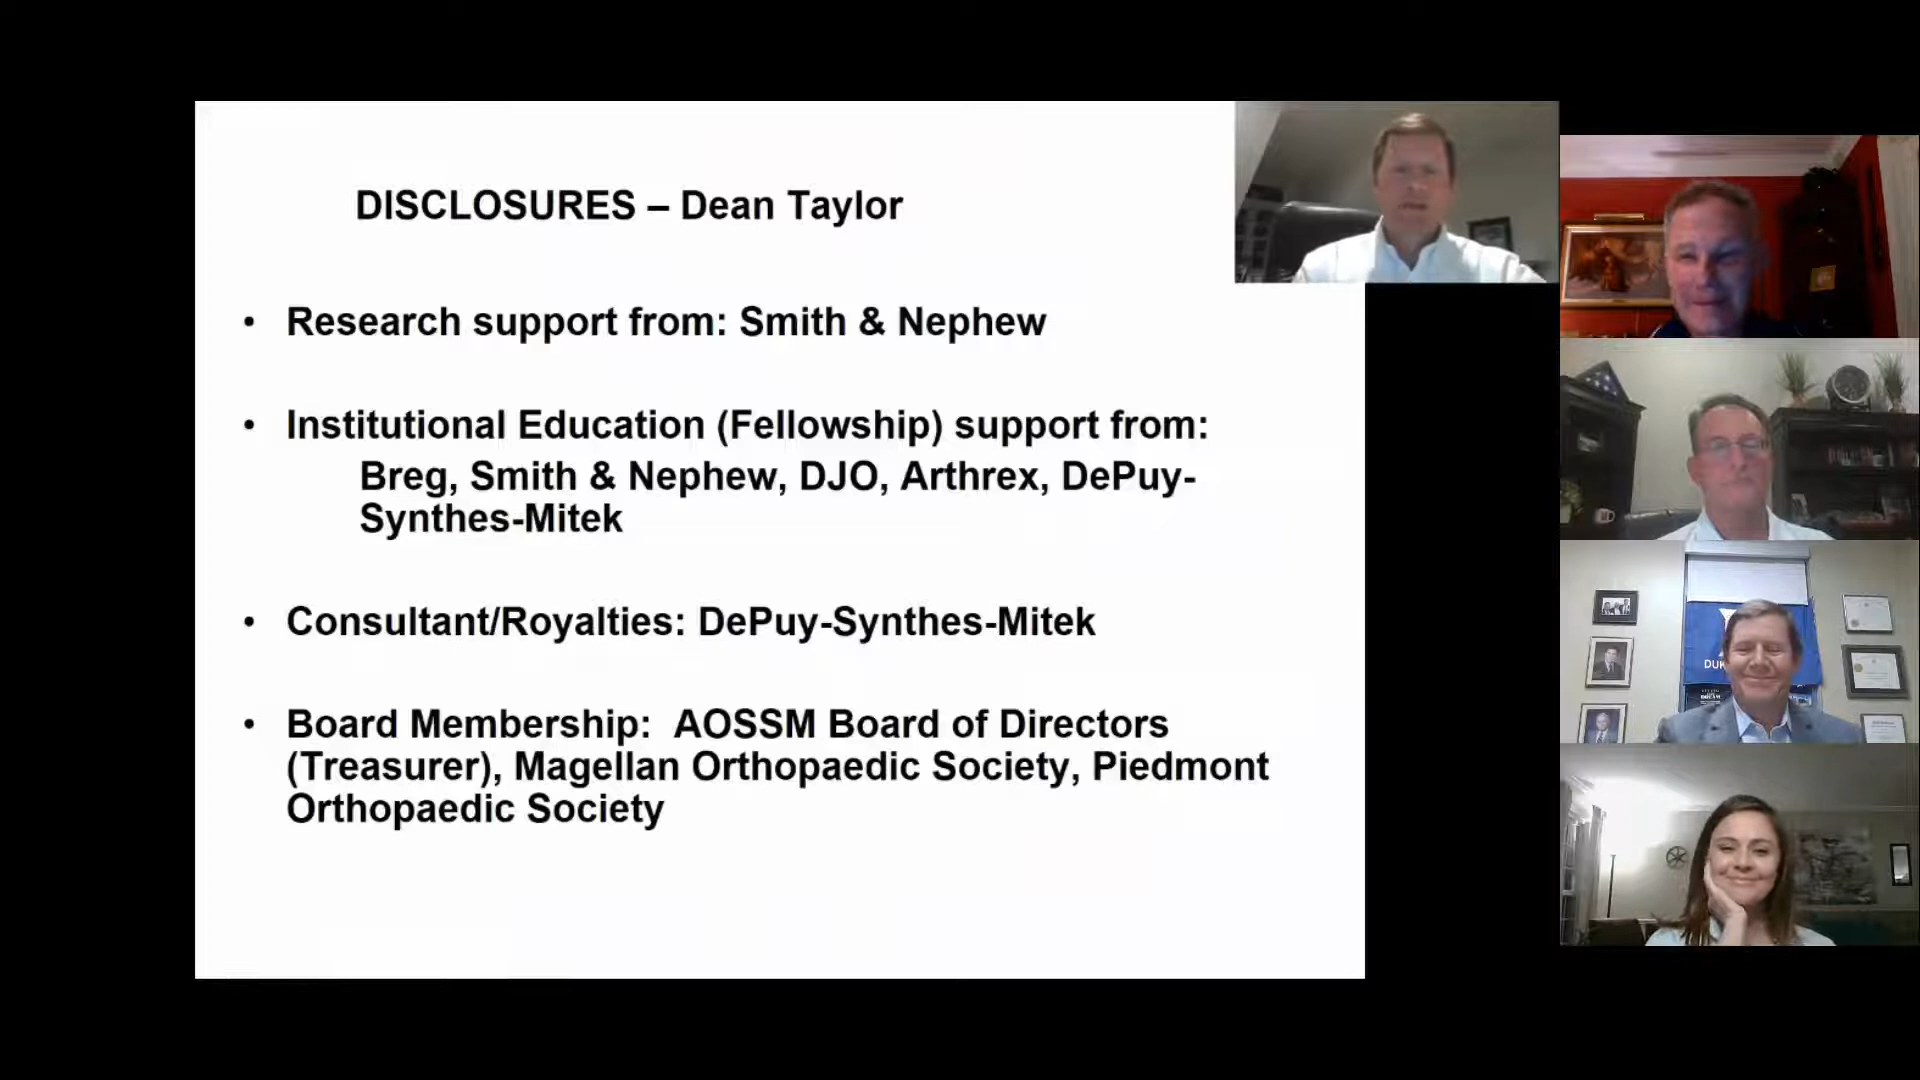 DISCLOSURES – Dean Taylor
• Research support from: Smith & Nephew
• Institutional Education (Fellowship) support from:
Breg, Smith & Nephew, DJO, Arthrex, DePuy-
Synthes-Mitek
• Consultant/Royalties: DePuy-Synthes-Mitek
• Board Membership: AOSSM Board of Directors
(Treasurer), Magellan Orthopaedic Society, Piedmont
Orthopaedic Society